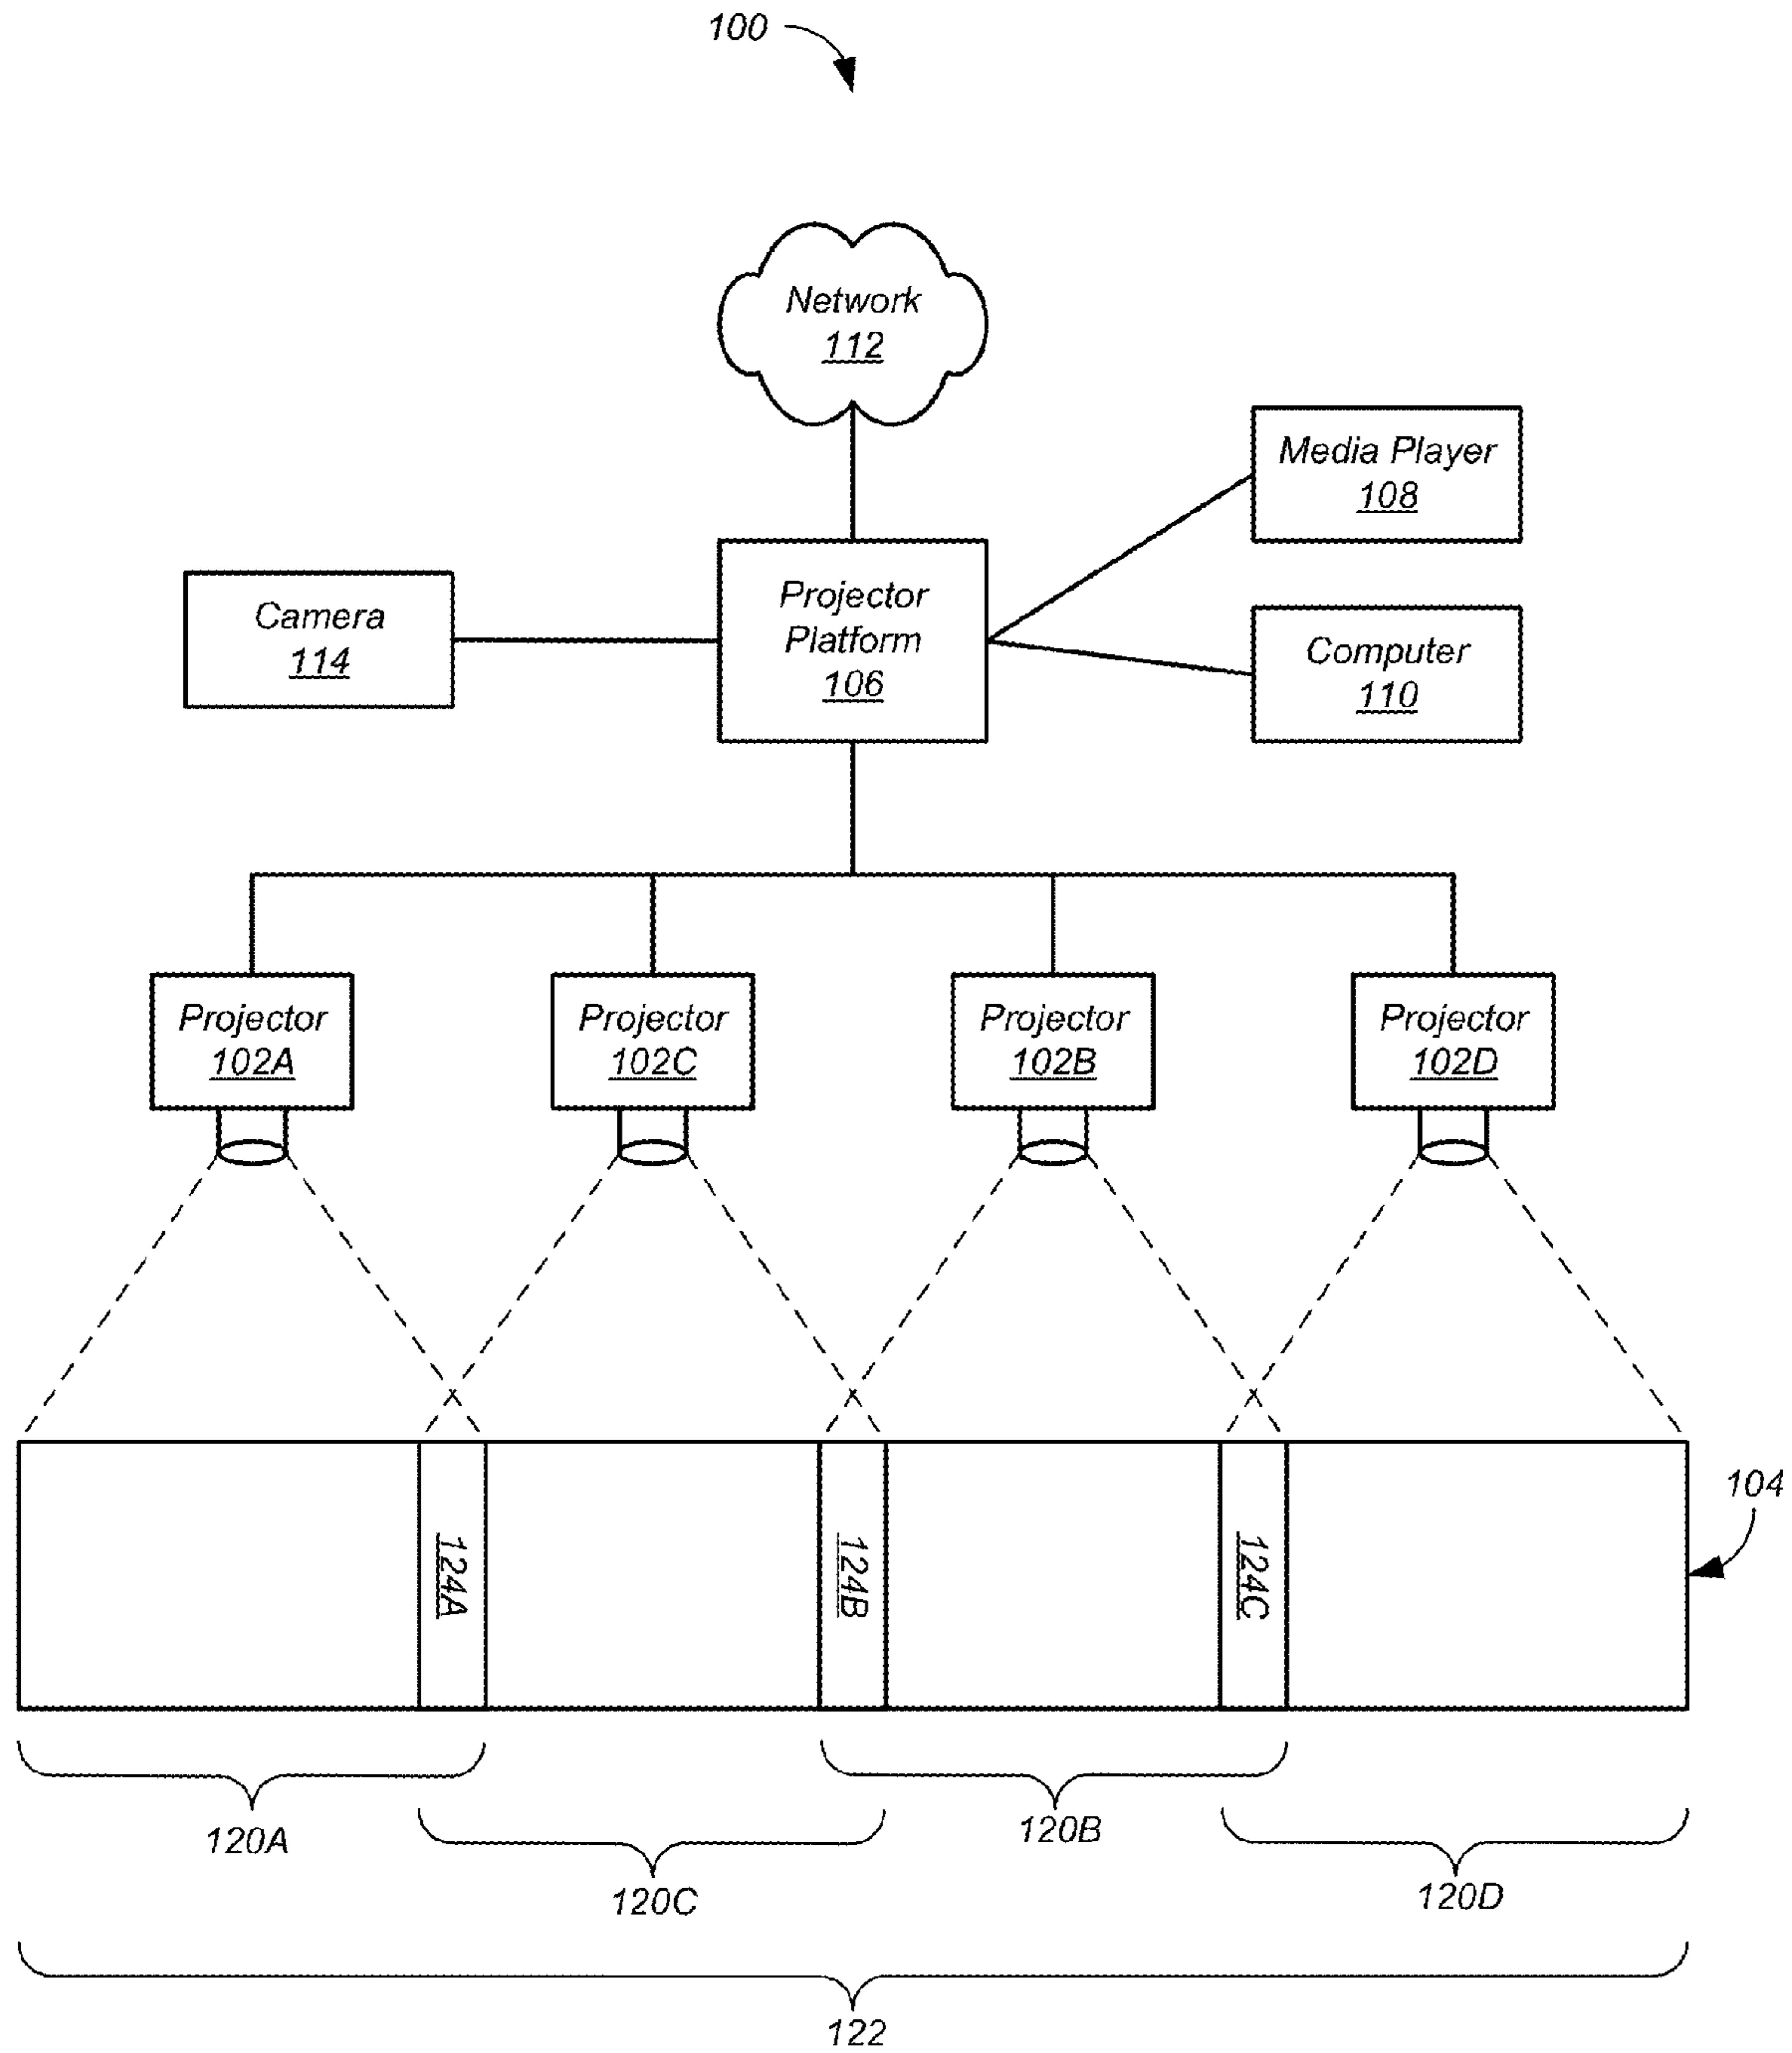 100
Network
112
Media Player
108
Camera
114
Projector
Platform
106
Computer
110
Projector
102A
Projector
102C
Projector
102B
Projector
102D
104
124A
124B
124C
120A
120B
120C
120D
122